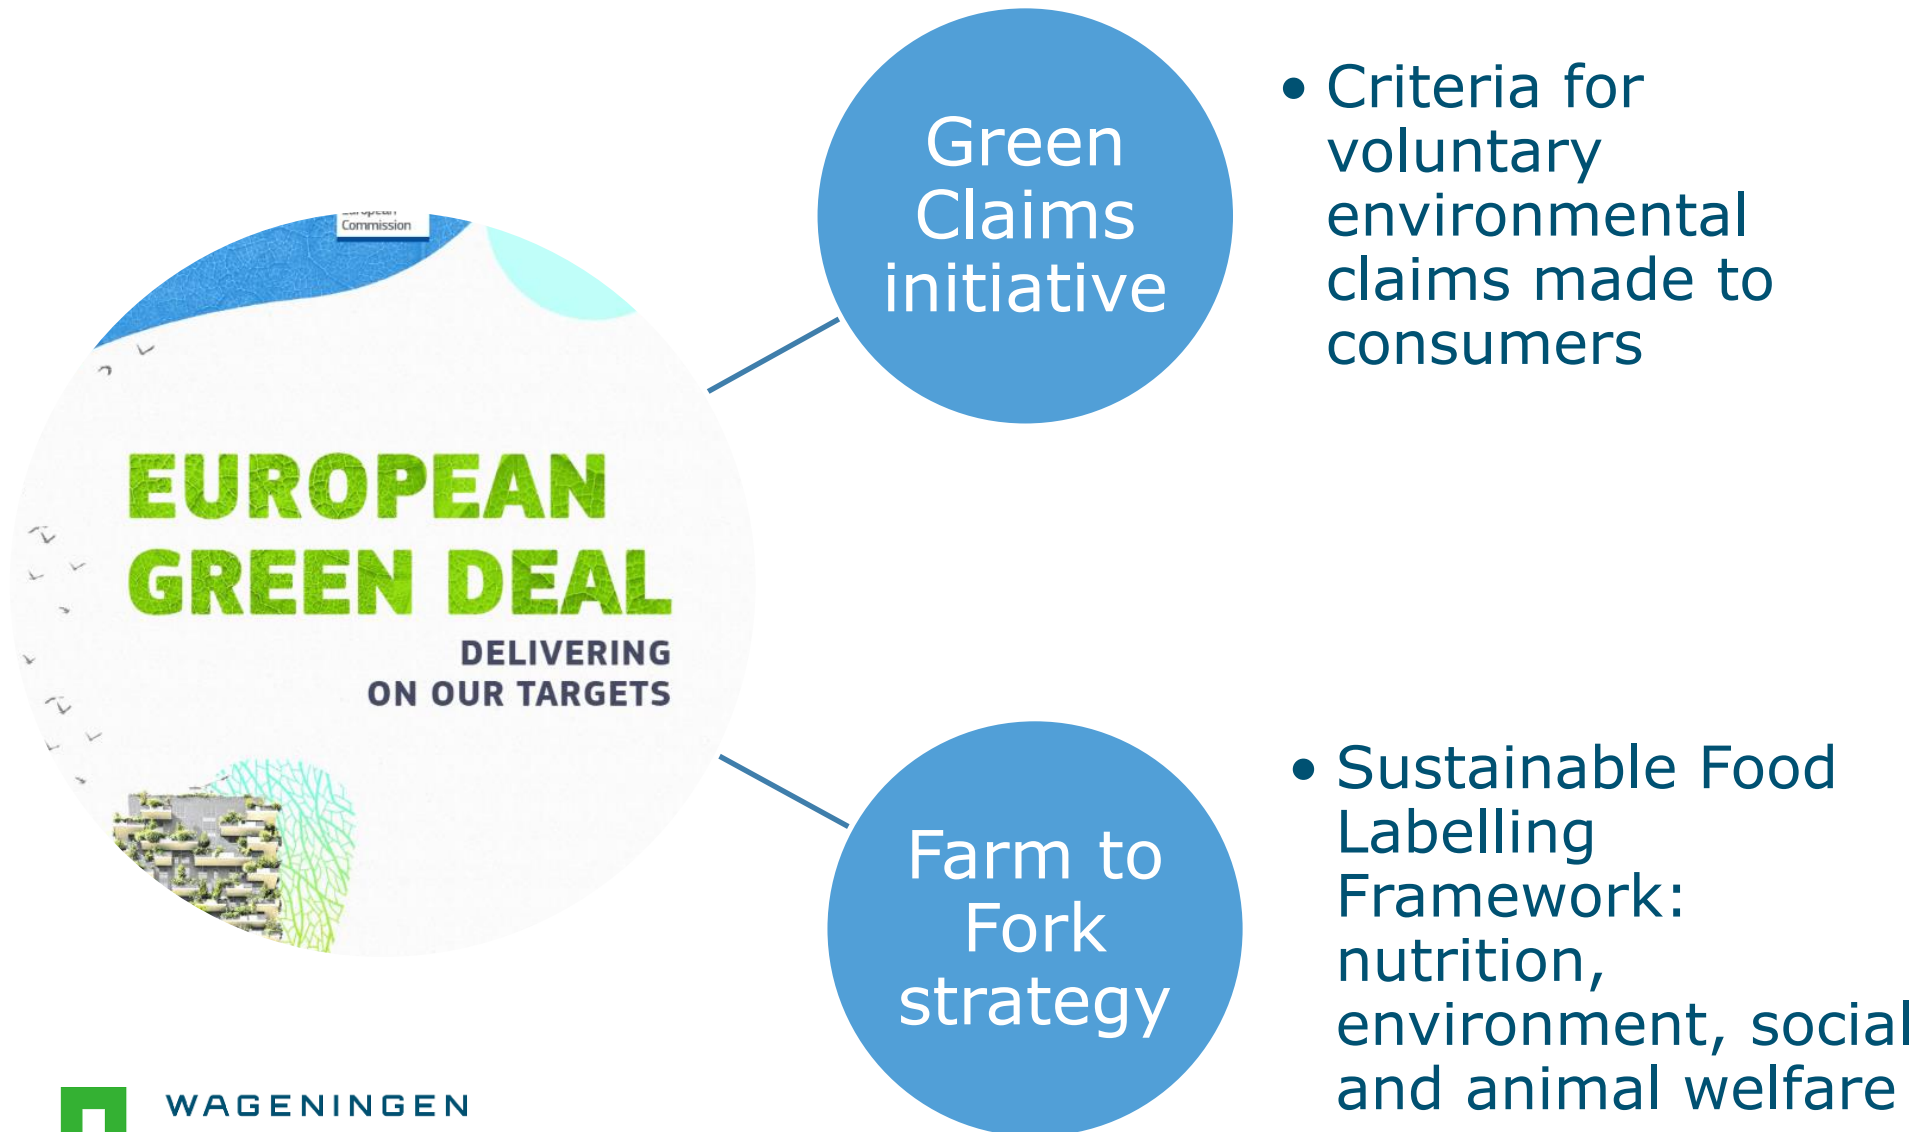 Green
Claims
initiative
• Criteria for
voluntary
environmental
claims made to
consumers
European
Commission
EUROPEAN
GREEN DEAL
DELIVERING
ON OUR TARGETS
Farm to
Fork
strategy
• Sustainable Food
Labelling
Framework:
nutrition,
environment, social
and animal welfare
WAGENINGEN